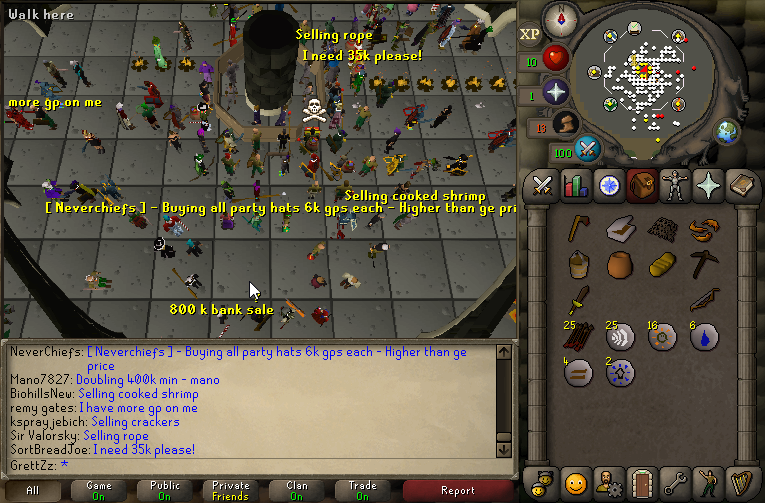 Walk here
Selling rope
I need 35k please!
more gp on me
Selling cooked shrimp
[ Neverchiefs ] - Buying all party hats 6k gps each - Higher than ge pri
800 k bank sale
XP
10
1
13
100
25
25
16
6
4
2
NeverChiefs: [ Neverchiefs ] - Buying all party hats 6k gps each - Higher than ge
price
Mano7827: Doubling 400k min - mano
BiohillsNew: Selling cooked shrimp
remy gates: I have more gp on me
kspray.jebich: Selling crackers
Sir Valorsky: Selling rope
SortBreadJoe: I need 35k please!
GrettZz: *
All
Game
On
Public
On
Private
Friends
Clan
On
Trade
On
Report